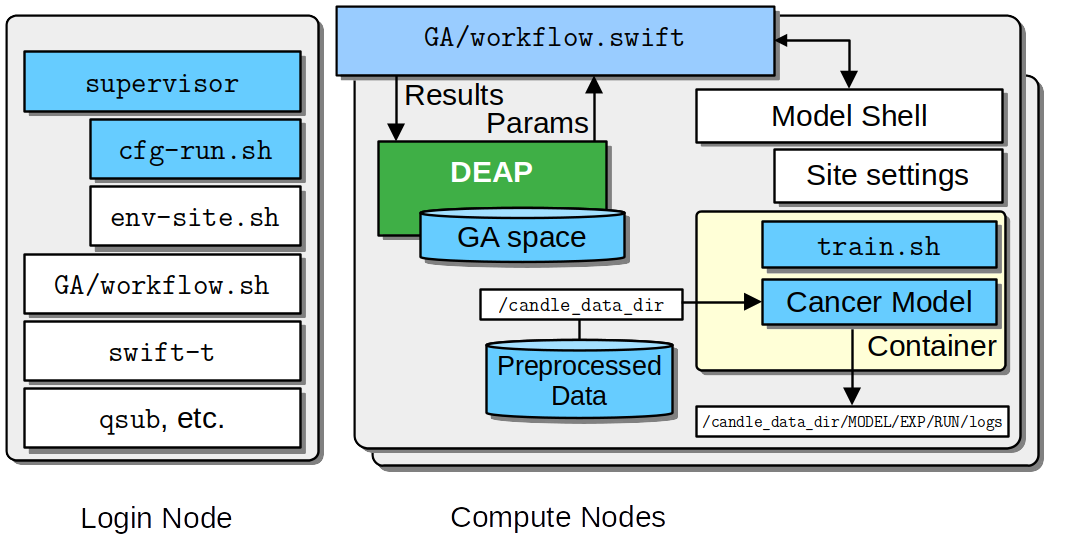 supervisor
cfg-run.sh
env-site.sh
GA/workflow.sh
swift-t
qsub, etc.
Login Node
GA/workflow.swift
Results
Params
DEAP
GA space
/candle_data_dir
Preprocessed
Data
Model Shell
Site settings
train.sh
Cancer Model
Container
/candle_data_dir/MODEL/EXP/RUN/logs
Compute Nodes